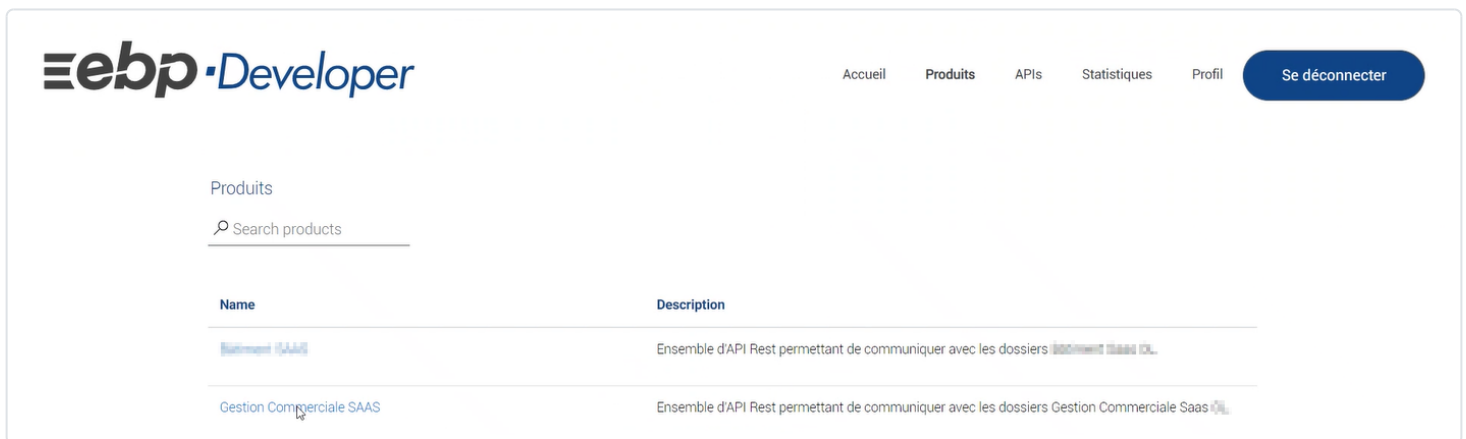 ebp·Developer
Accueil Produits APIs Statistiques Profil Se déconnecter
Produits
Search products
Name Description
Ensemble d'API Rest permettant de communiquer avec les dossiers
Gestion Commerciale SAAS Ensemble d'API Rest permettant de communiquer avec les dossiers Gestion Commerciale Saas